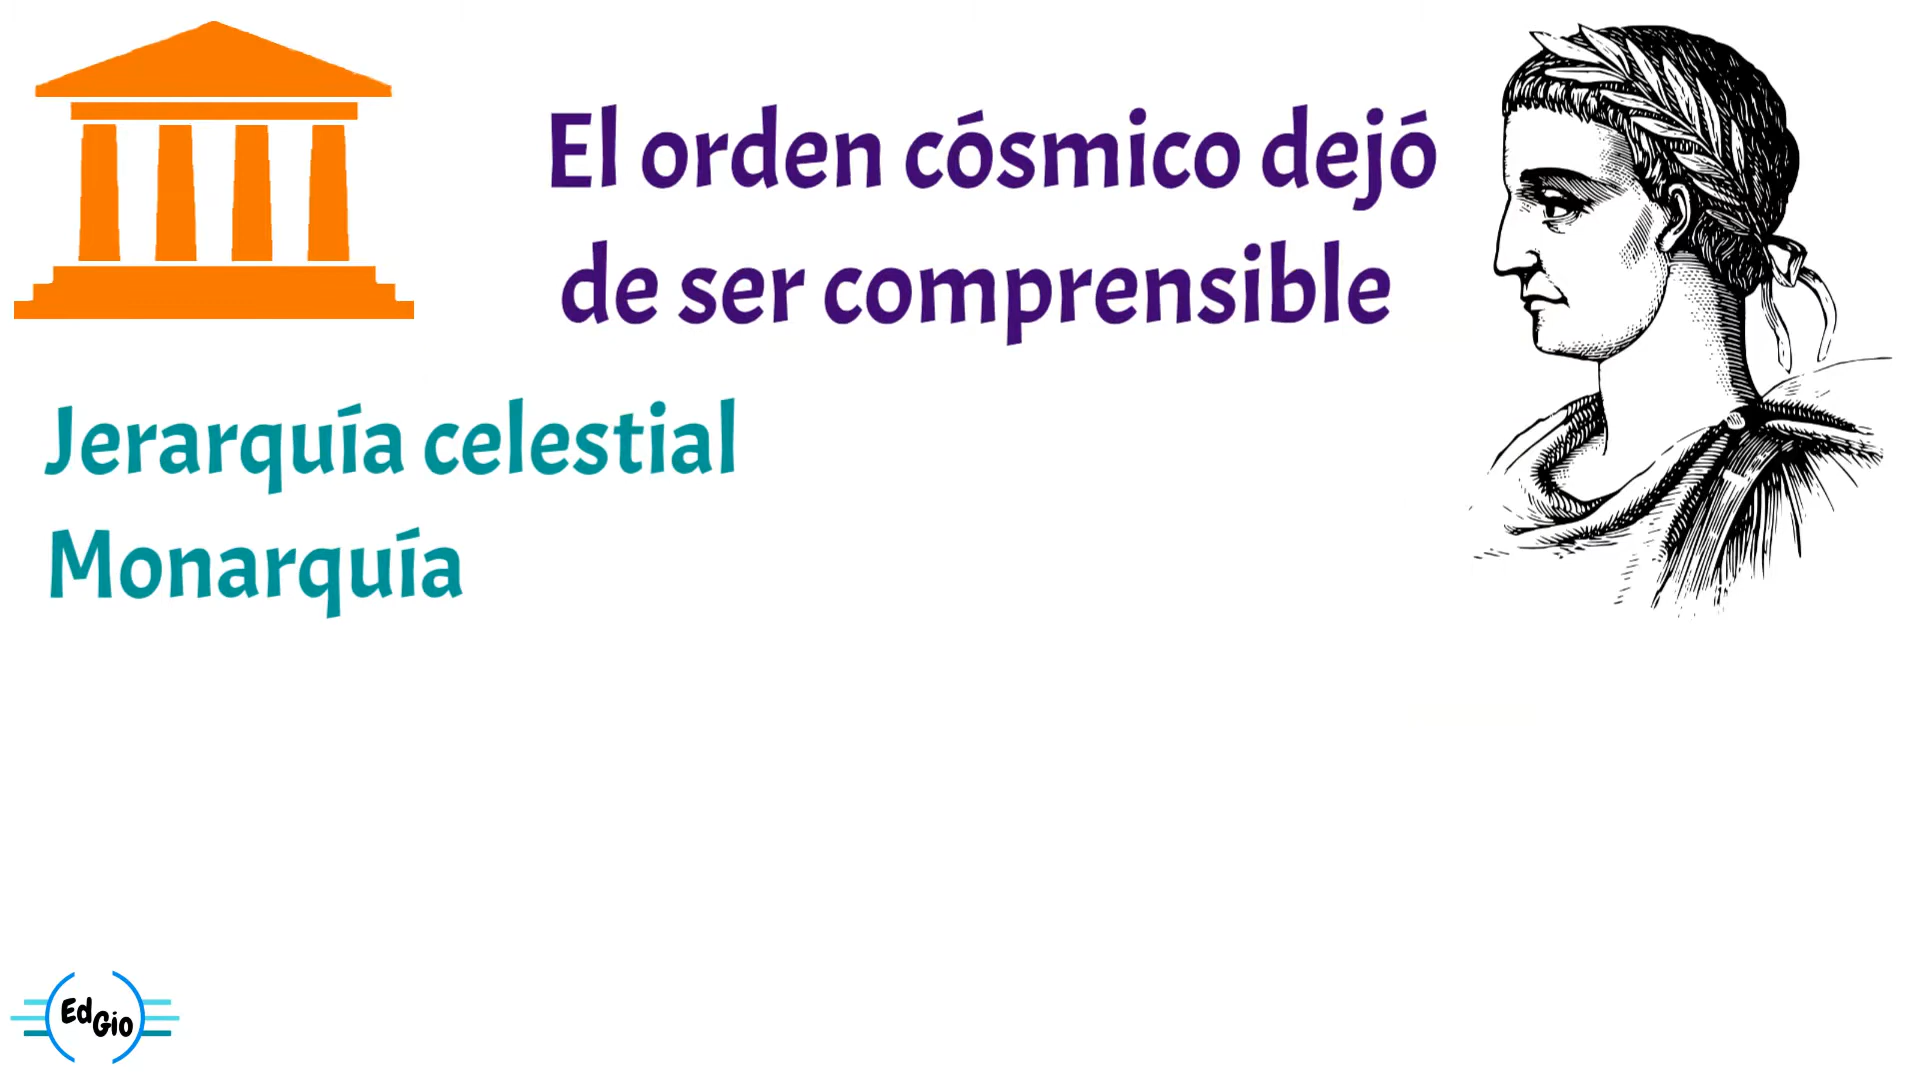 El orden cósmico dejó
de ser comprensible
Jerarquía celestial
Monarquía
EdGio